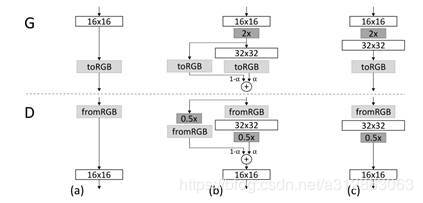 G
16x16
toRGB
16x16
2x
32x32
toRGB
toRGB
1-α
α
+
16x16
2x
32x32
toRGB
D
fromRGB
16x16
(a)
0.5x
fromRGB
fromRGB
32x32
0.5x
1-α
α
+
16x16
(b)
fromRGB
32x32
0.5x
16x16
(c)